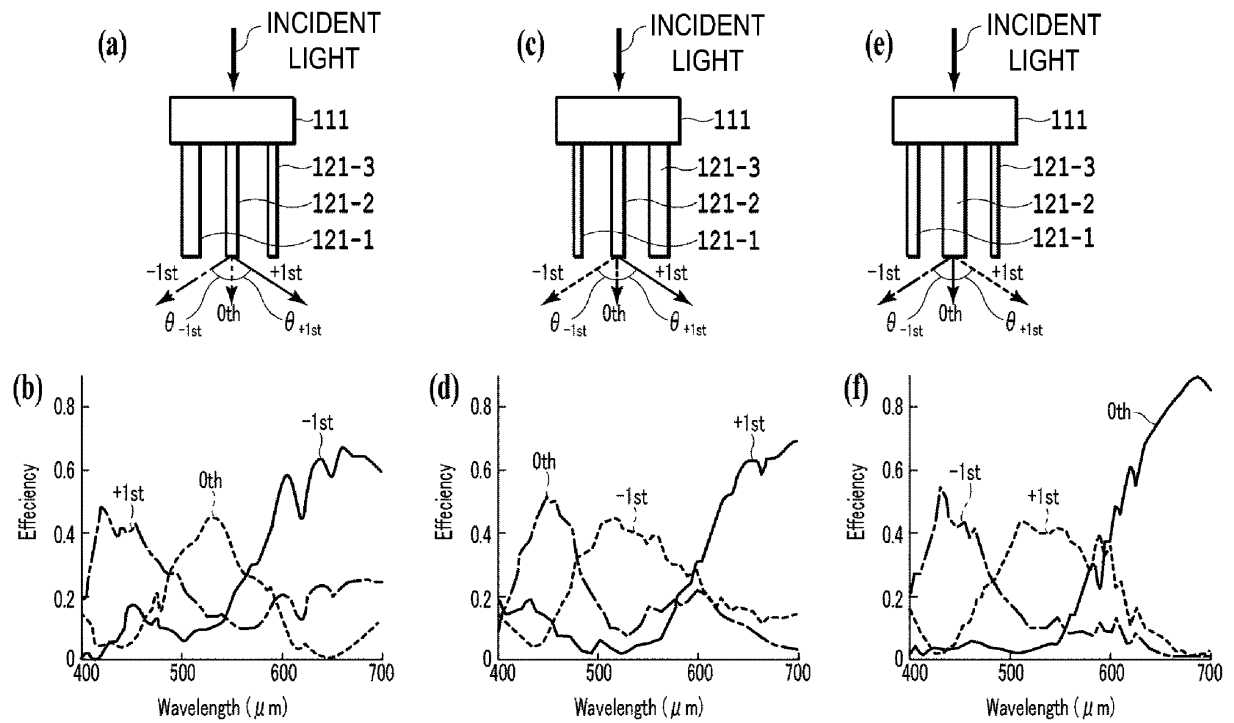 (a)
INCIDENT
LIGHT
111
121-3
121-2
121-1
-1st
+1st
0th
θ-1st
θ+1st
(c)
INCIDENT
LIGHT
111
121-3
121-2
121-1
-1st
+1st
0th
θ-1st
θ+1st
(e)
INCIDENT
LIGHT
111
121-3
121-2
121-1
-1st
+1st
0th
θ-1st
θ+1st
(b)
Effeciency
0.8
0.6
0.4
0.2
0
-1st
0th
+1st
400 500 600 700
Wavelength (μm)
(d)
Effeciency
0.8
0.6
0.4
0.2
0
+1st
0th
-1st
400 500 600 700
Wavelength (μm)
(f)
Effeciency
0.8
0.6
0.4
0.2
0
0th
-1st
+1st
400 500 600 700
Wavelength (μm)